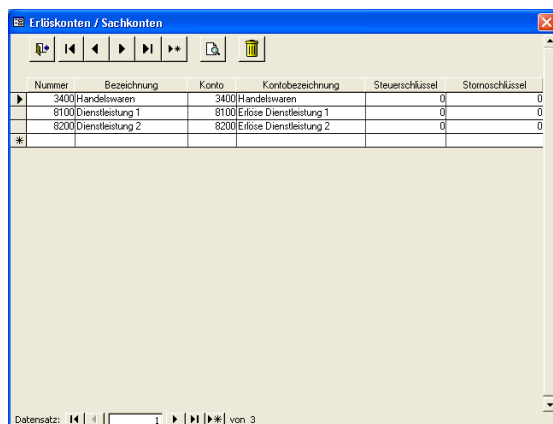 Erlöskonten / Sachkonten
Nummer Bezeichnung Konto Kontobezeichnung Steuerschlüssel Stornoschlüssel
3400 Handelswaren 3400 Handelswaren 0 0
8100 Dienstleistung 1 8100 Erlöse Dienstleistung 1 0 0
8200 Dienstleistung 2 8200 Erlöse Dienstleistung 2 0 0
Datensatz: 1 von 3